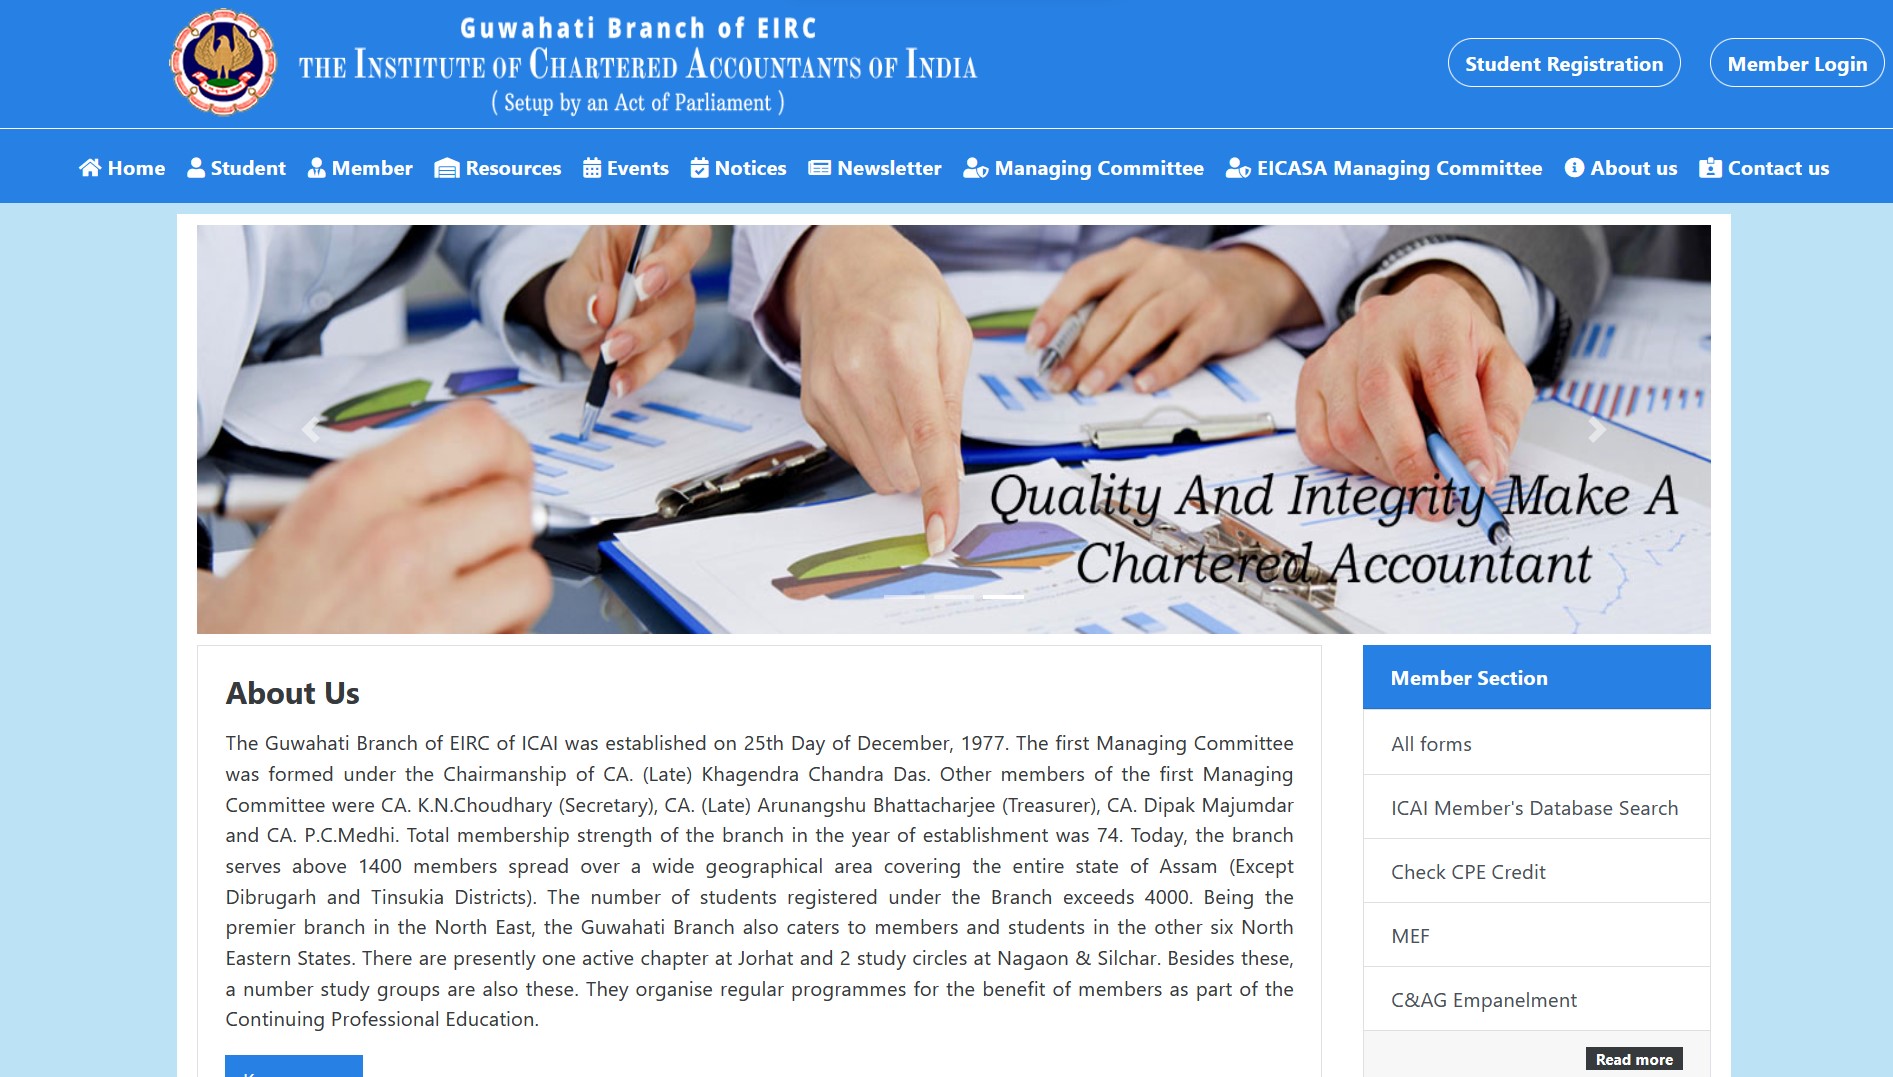 Guwahati Branch of EIRC
THE INSTITUTE OF CHARTERED ACCOUNTANTS OF INDIA
( Setup by an Act of Parliament )
Student Registration
Member Login
Home Student Member Resources Events Notices Newsletter Managing Committee EICASA Managing Committee About us Contact us
Quality And Integrity Make A
Chartered Accountant
About Us
The Guwahati Branch of EIRC of ICAI was established on 25th Day of December, 1977. The first Managing Committee
was formed under the Chairmanship of CA. (Late) Khagendra Chandra Das. Other members of the first Managing
Committee were CA. K.N.Choudhary (Secretary), CA. (Late) Arunangshu Bhattacharjee (Treasurer), CA. Dipak Majumdar
and CA. P.C.Medhi. Total membership strength of the branch in the year of establishment was 74. Today, the branch
serves above 1400 members spread over a wide geographical area covering the entire state of Assam (Except
Dibrugarh and Tinsukia Districts). The number of students registered under the Branch exceeds 4000. Being the
premier branch in the North East, the Guwahati Branch also caters to members and students in the other six North
Eastern States. There are presently one active chapter at Jorhat and 2 study circles at Nagaon & Silchar. Besides these,
a number study groups are also these. They organise regular programmes for the benefit of members as part of the
Continuing Professional Education.
Member Section
All forms
ICAI Member's Database Search
Check CPE Credit
MEF
C&AG Empanelment
Read more